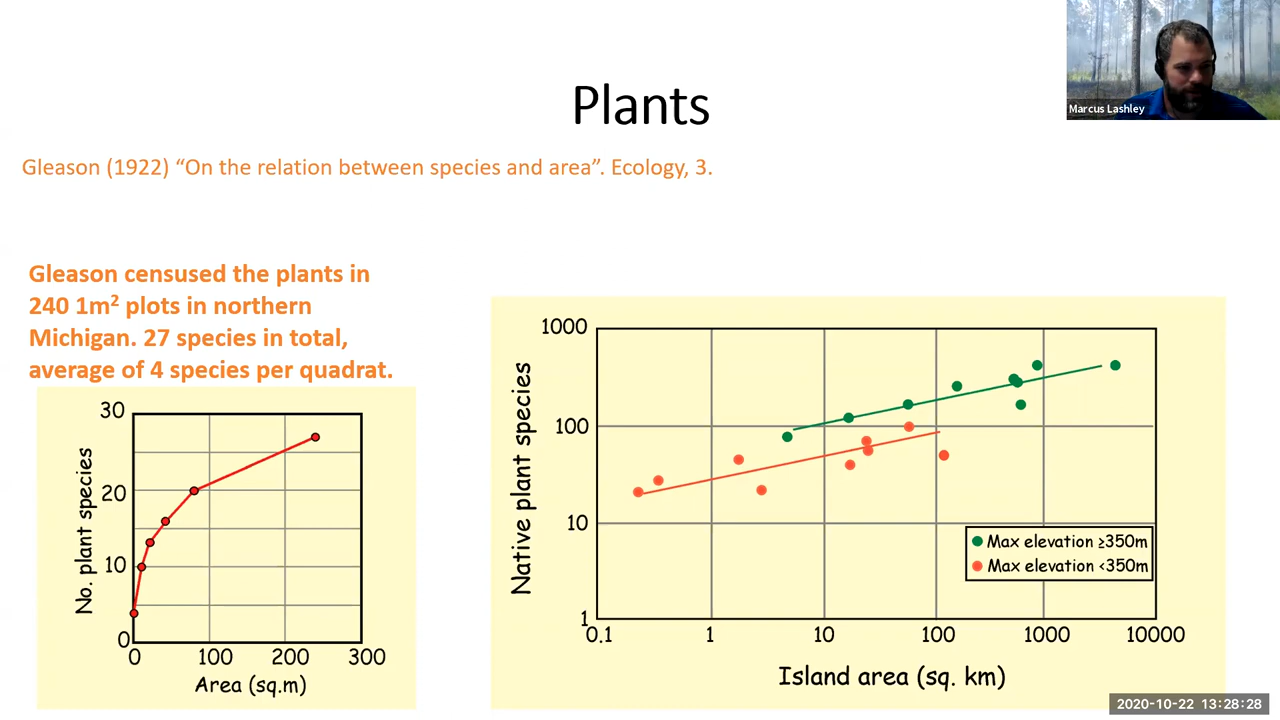 Marcus Lashley
Plants
Gleason (1922) “On the relation between species and area”. Ecology, 3.
Gleason censused the plants in
240 1m² plots in northern
Michigan. 27 species in total,
average of 4 species per quadrat.
30
20
10
0
No. plant species
0 100 200 300
Area (sq.m)
1000
100
10
1
Native plant species
Max elevation ≥350m
Max elevation <350m
0.1 1 10 100 1000 10000
Island area (sq. km)
2020-10-22 13:28:28